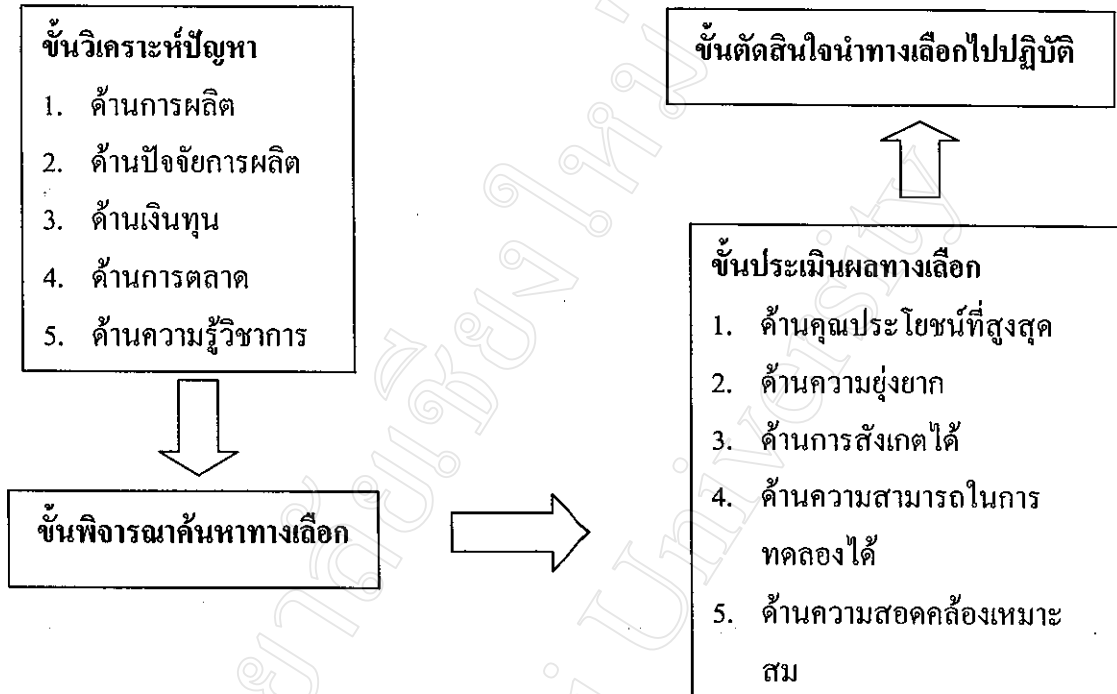 ขั้นวิเคราะห์ปัญหา
1. ด้านการผลิต
2. ด้านปัจจัยการผลิต
3. ด้านเงินทุน
4. ด้านการตลาด
5. ด้านความรู้วิชาการ
ขั้นพิจารณาค้นหาทางเลือก
ขั้นประเมินผลทางเลือก
1. ด้านคุณประโยชน์ที่สูงสุด
2. ด้านความยุ่งยาก
3. ด้านการสังเกตได้
4. ด้านความสามารถในการ
ทดลองได้
5. ด้านความสอดคล้องเหมาะ
สม
ขั้นตัดสินใจนำทางเลือกไปปฏิบัติ
University